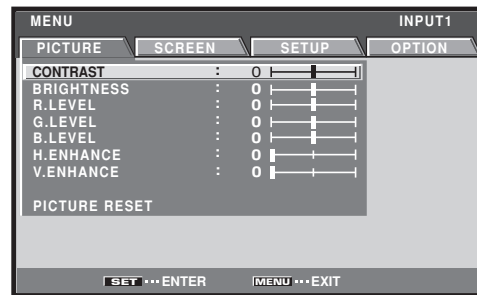 MENU INPUT1
PICTURE SCREEN SETUP OPTION
CONTRAST : 0
BRIGHTNESS : 0
R.LEVEL : 0
G.LEVEL : 0
B.LEVEL : 0
H.ENHANCE : 0
V.ENHANCE : 0
PICTURE RESET
SET ··· ENTER MENU ··· EXIT